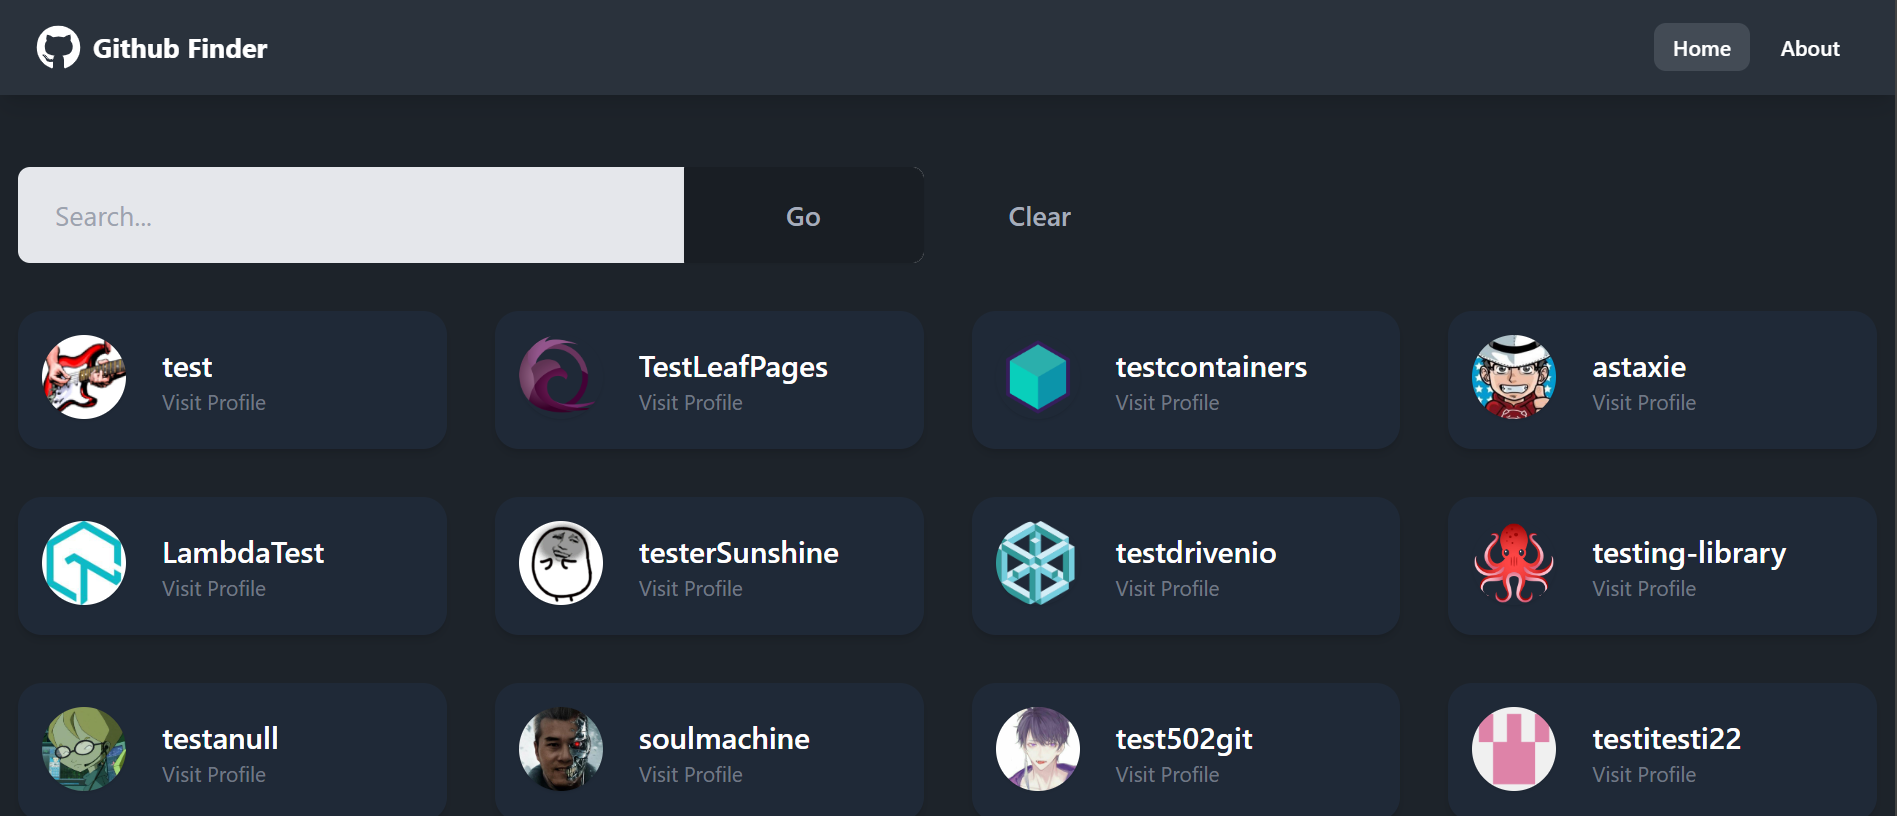 Github Finder
Home
About
Search...
Go
Clear
test
Visit Profile
TestLeafPages
Visit Profile
testcontainers
Visit Profile
astaxie
Visit Profile
LambdaTest
Visit Profile
testerSunshine
Visit Profile
testdrivenio
Visit Profile
testing-library
Visit Profile
testanull
Visit Profile
soulmachine
Visit Profile
test502git
Visit Profile
testitesti22
Visit Profile